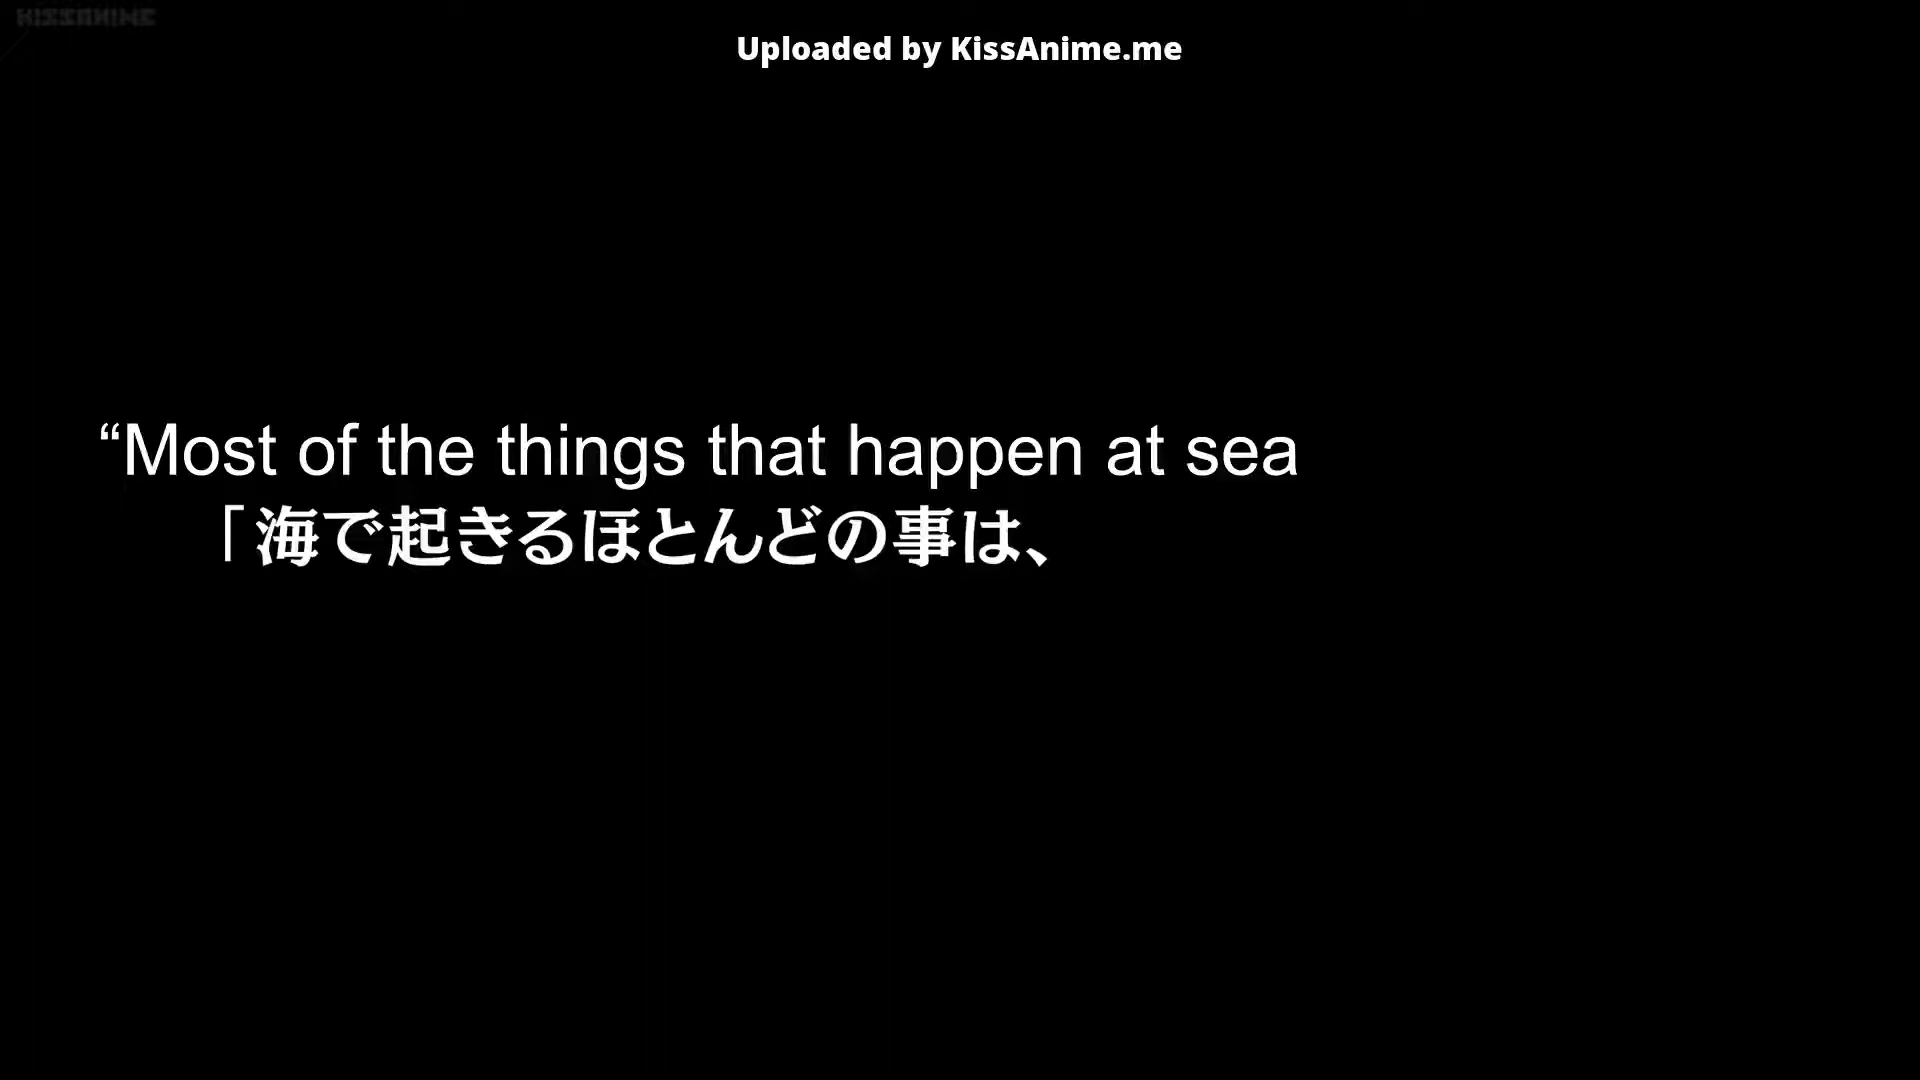 KISSANIME
Uploaded by KissAnime.me
“Most of the things that happen at sea
「海で起きるほとんどの事は、